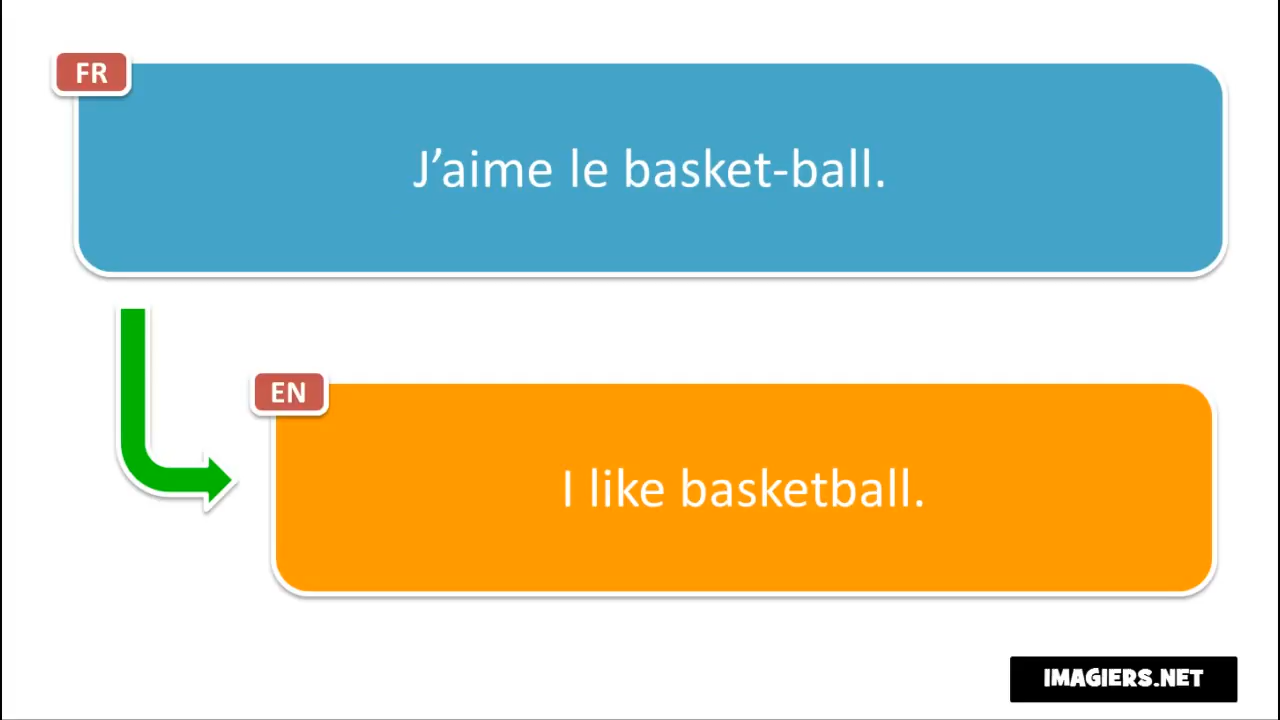 FR
J’aime le basket-ball.
EN
I like basketball.
IMAGIERS.NET